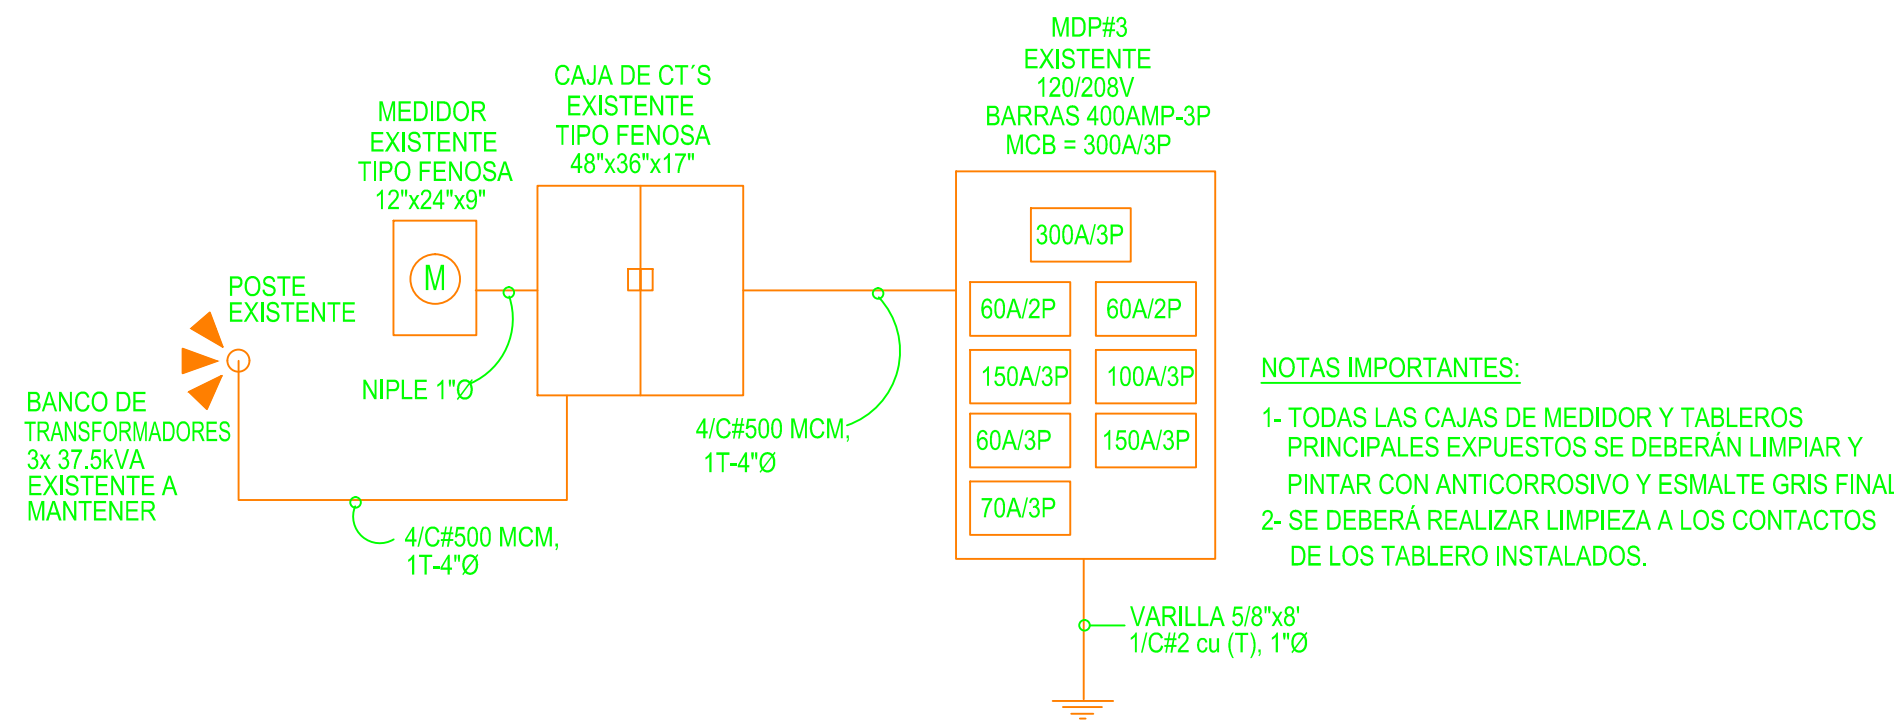 MDP#3
EXISTENTE
120/208V
BARRAS 400AMP-3P
MCB = 300A/3P
CAJA DE CT´S
EXISTENTE
TIPO FENOSA
48"x36"x17"
MEDIDOR
EXISTENTE
TIPO FENOSA
12"x24"x9"
M
POSTE
EXISTENTE
BANCO DE
TRANSFORMADORES
3x 37.5kVA
EXISTENTE A
MANTENER
NIPLE 1"Ø
4/C#500 MCM,
1T-4"Ø
4/C#500 MCM,
1T-4"Ø
300A/3P
60A/2P
60A/2P
150A/3P
100A/3P
60A/3P
150A/3P
70A/3P
VARILLA 5/8"x8'
1/C#2 cu (T), 1"Ø
NOTAS IMPORTANTES:
1- TODAS LAS CAJAS DE MEDIDOR Y TABLEROS
PRINCIPALES EXPUESTOS SE DEBERÁN LIMPIAR Y
PINTAR CON ANTICORROSIVO Y ESMALTE GRIS FINAL
2- SE DEBERÁ REALIZAR LIMPIEZA A LOS CONTACTOS
DE LOS TABLERO INSTALADOS.